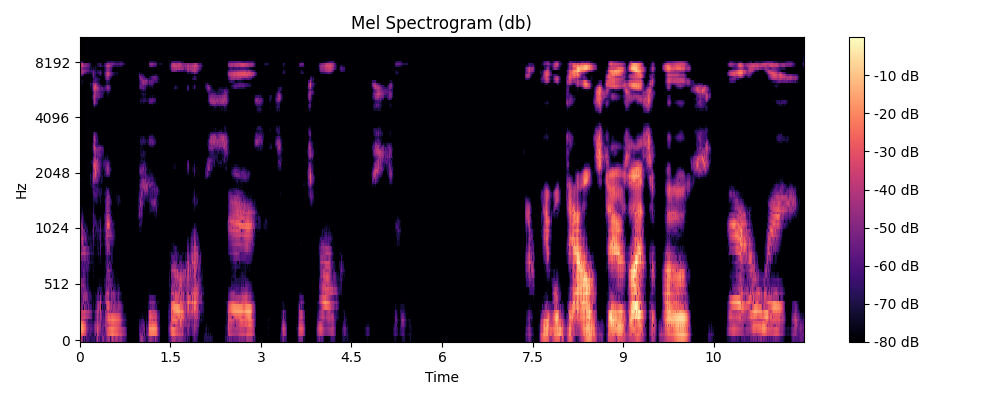 Mel Spectrogram (db)
Hz
8192
4096
2048
1024
512
0
0 1.5 3 4.5 6 7.5 9 10
Time
-10 dB
-20 dB
-30 dB
-40 dB
-50 dB
-60 dB
-70 dB
-80 dB